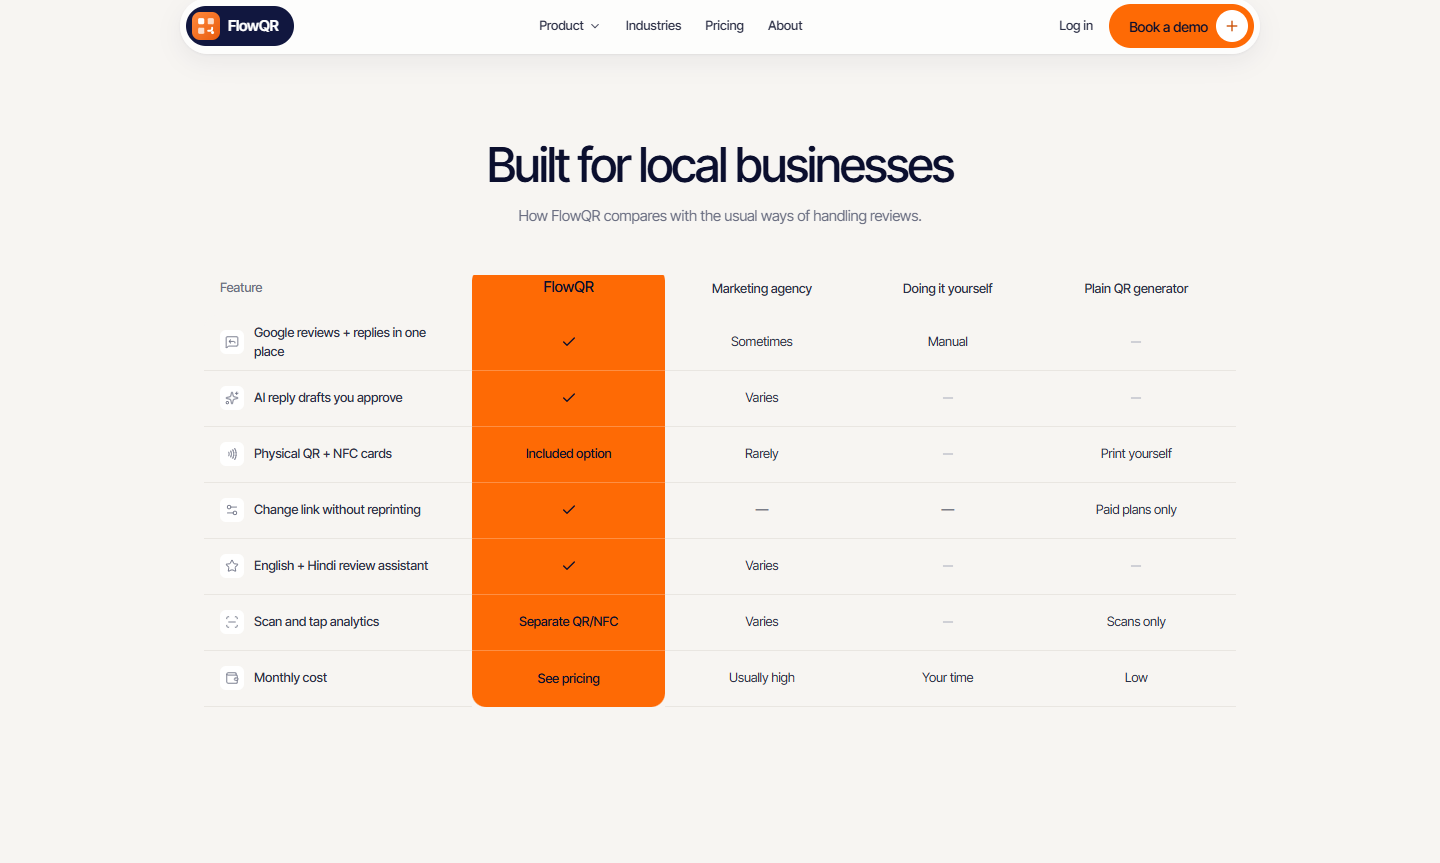 FlowQR
Product
Industries
Pricing
About
Log in
Book a demo
Built for local businesses
How FlowQR compares with the usual ways of handling reviews.
Feature
FlowQR
Marketing agency
Doing it yourself
Plain QR generator
Google reviews + replies in one
place
Sometimes
Manual
—
AI reply drafts you approve
Varies
—
—
Physical QR + NFC cards
Included option
Rarely
—
Print yourself
Change link without reprinting
—
—
Paid plans only
English + Hindi review assistant
Varies
—
—
Scan and tap analytics
Separate QR/NFC
Varies
—
Scans only
Monthly cost
See pricing
Usually high
Your time
Low